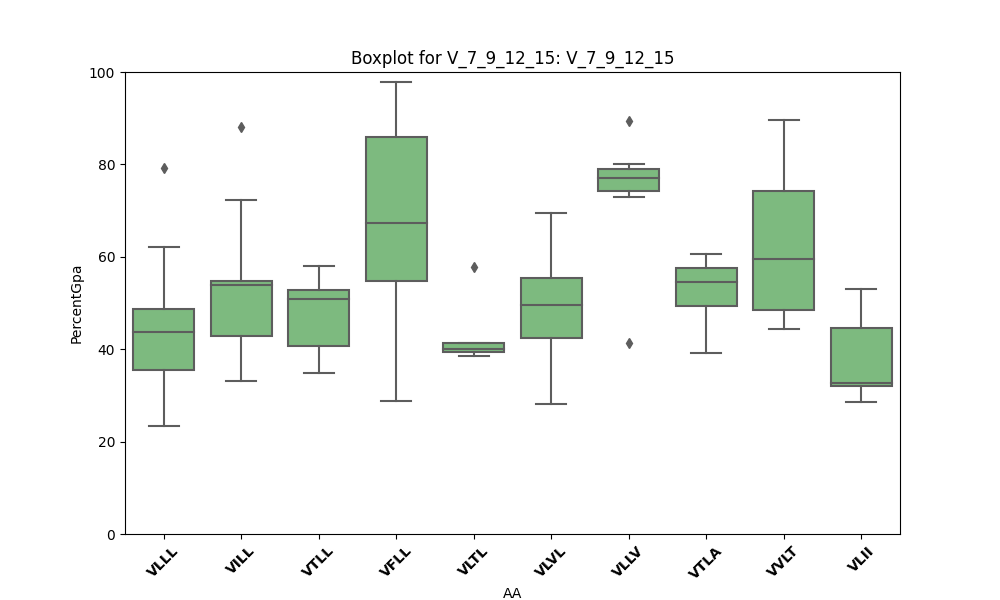 Boxplot for V_7_9_12_15: V_7_9_12_15
100
80
60
40
20
0
PercentGpa
VLLL
VILL
VTLL
VFLL
VLTL
VLVL
VLLV
VTLA
VVLT
VLII
AA